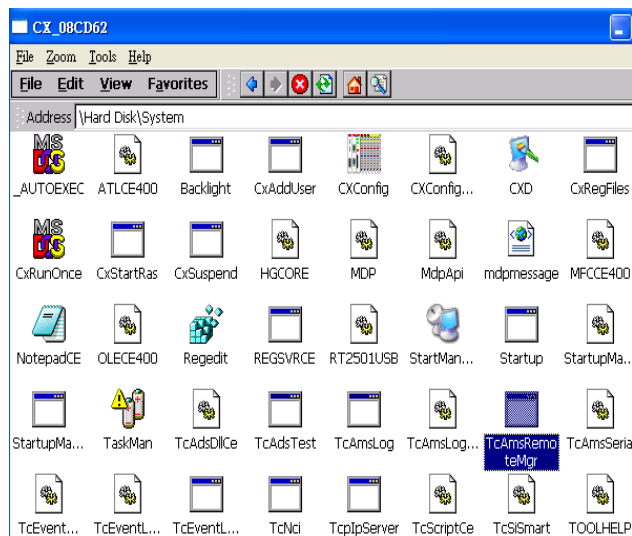 CX_08CD62
File Zoom Tools Help
File Edit View Favorites
Address \Hard Disk\System
_AUTOEXEC ATLCE400 Backlight CxAddUser CXConfig CXConfig... CXD CxRegFiles
CxRunOnce CxStartRas CxSuspend HGCORE MDP MdpApi mdpmessage MFCCE400
NotepadCE OLECE400 Regedit REGSVRCE RT2501USB StartMan... Startup StartupMa...
StartupMa... TaskMan TcAdsDllCe TcAdsTest TcAmsLog TcAmsLog... TcAmsRemo TcAmsSeria
teMgr
TcEvent... TcEventL... TcEventL... TcNci TcpIpServer TcScriptCe TcSiSmart TOOLHELP